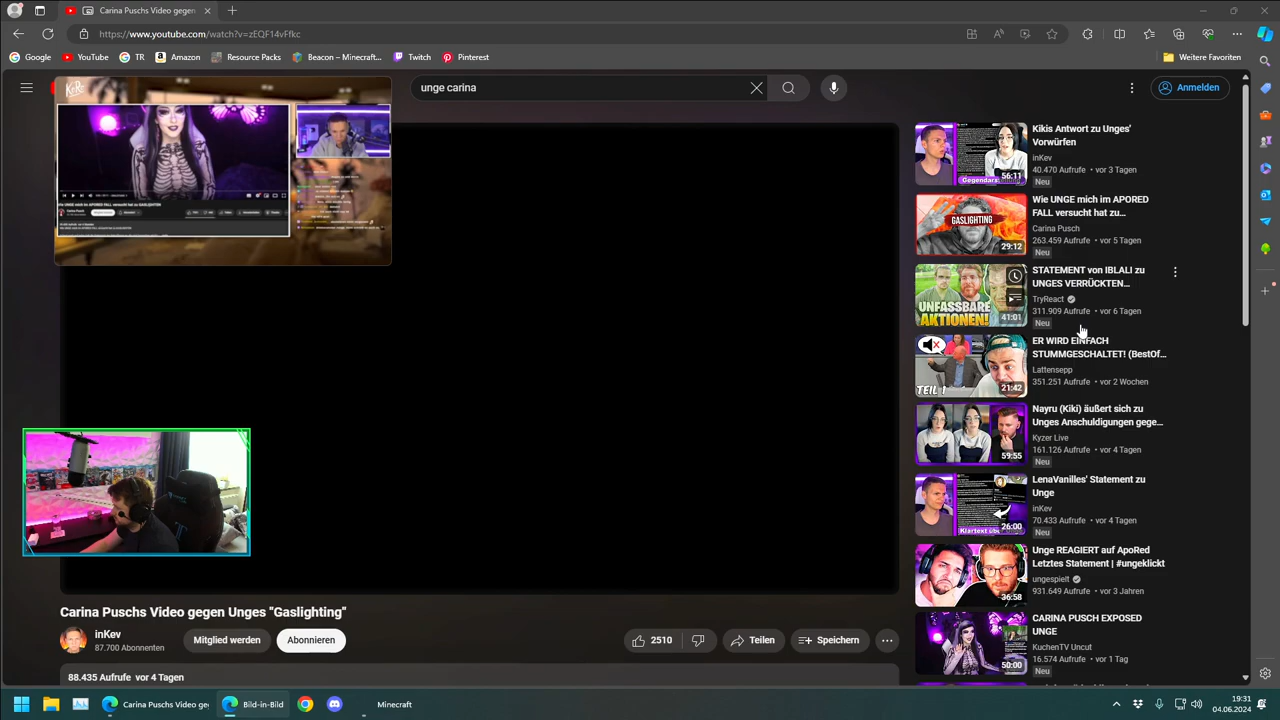 Carina Puschs Video gegen
https://www.youtube.com/watch?v=zEQF14vFfkc
Google
YouTube
TR
Amazon
Resource Packs
Beacon – Minecraft...
Twitch
Pinterest
Weitere Favoriten
unge carina
Anmelden
Kikis Antwort zu Unges'
Vorwürfen
inKev
40.470 Aufrufe • vor 3 Tagen
Neu
56:11
Wie UNGE mich im APORED
FALL versucht hat zu...
Carina Pusch
263.459 Aufrufe • vor 5 Tagen
Neu
GASLIGHTING
29:12
STATEMENT von IBLALI zu
UNGES VERRÜCKTEN...
TryReact
311.909 Aufrufe • vor 6 Tagen
Neu
UNFASSBARE
AKTIONEN!
41:01
ER WIRD EINFACH
STUMMGESCHALTET! (BestOf...
Lattensepp
351.251 Aufrufe • vor 2 Wochen
TEIL 1
21:42
Nayru (Kiki) äußert sich zu
Unges Anschuldigungen gege...
Kyzer Live
161.126 Aufrufe • vor 4 Tagen
Neu
59:55
LenaVanilles' Statement zu
Unge
inKev
70.433 Aufrufe • vor 4 Tagen
Neu
26:00
Unge REAGIERT auf ApoRed
Letztes Statement | #ungeklickt
ungespielt
931.649 Aufrufe • vor 3 Jahren
36:58
CARINA PUSCH EXPOSED
UNGE
KuchenTV Uncut
16.574 Aufrufe • vor 1 Tag
Neu
50:00
Carina Puschs Video gegen Unges "Gaslighting"
inKev
87.700 Abonnenten
Mitglied werden
Abonnieren
2510
Teilen
Speichern
88.435 Aufrufe vor 4 Tagen
Carina Puschs Video geg
Bild-in-Bild
Minecraft
19:31
04.06.2024